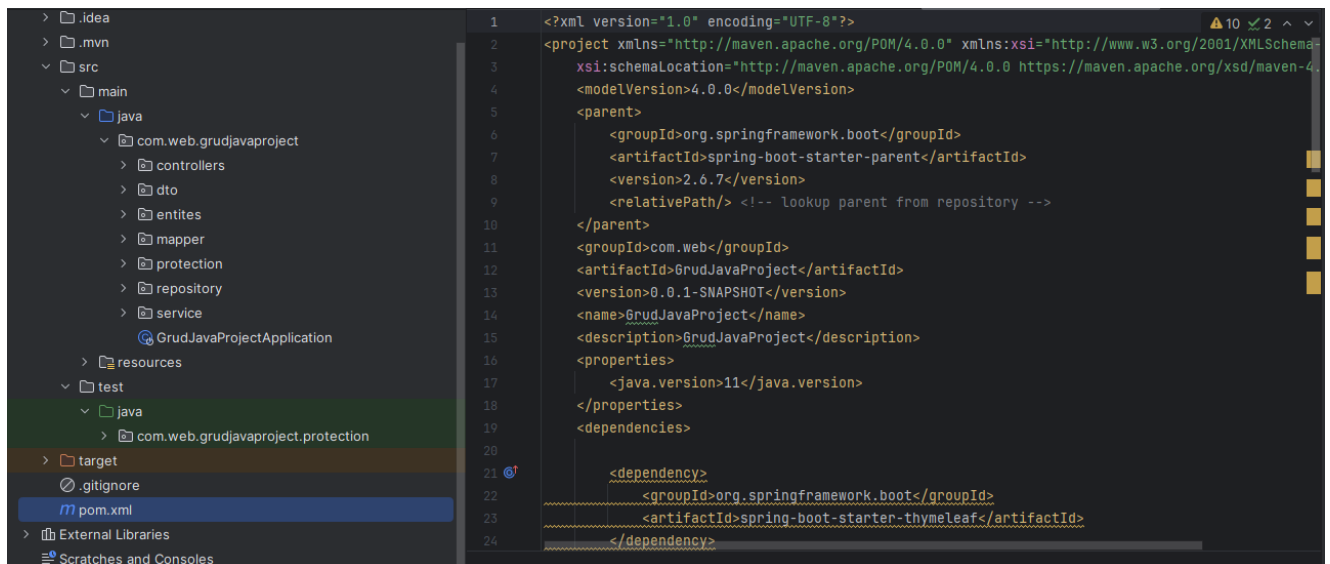 .idea
.mvn
src
main
java
com.web.grudjavaproject
controllers
dto
entites
mapper
protection
repository
service
GrudJavaProjectApplication
resources
test
java
com.web.grudjavaproject.protection
target
.gitignore
pom.xml
External Libraries
Scratches and Consoles
10 2
1 <?xml version="1.0" encoding="UTF-8"?>
2 <project xmlns="http://maven.apache.org/POM/4.0.0" xmlns:xsi="http://www.w3.org/2001/XMLSchema-
3 xsi:schemaLocation="http://maven.apache.org/POM/4.0.0 https://maven.apache.org/xsd/maven-4.
4 <modelVersion>4.0.0</modelVersion>
5 <parent>
6 <groupId>org.springframework.boot</groupId>
7 <artifactId>spring-boot-starter-parent</artifactId>
8 <version>2.6.7</version>
9 <relativePath/> <!-- lookup parent from repository -->
10 </parent>
11 <groupId>com.web</groupId>
12 <artifactId>GrudJavaProject</artifactId>
13 <version>0.0.1-SNAPSHOT</version>
14 <name>GrudJavaProject</name>
15 <description>GrudJavaProject</description>
16 <properties>
17 <java.version>11</java.version>
18 </properties>
19 <dependencies>
20
21 <dependency>
22 <groupId>org.springframework.boot</groupId>
23 <artifactId>spring-boot-starter-thymeleaf</artifactId>
24 </dependency>